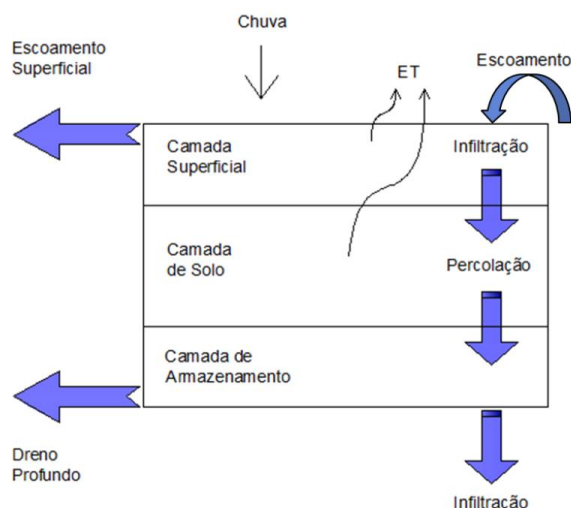 Chuva
Escoamento
Superficial
ET
Escoamento
Camada
Superficial
Infiltração
Camada
de Solo
Percolação
Camada de
Armazenamento
Dreno
Profundo
Infiltração